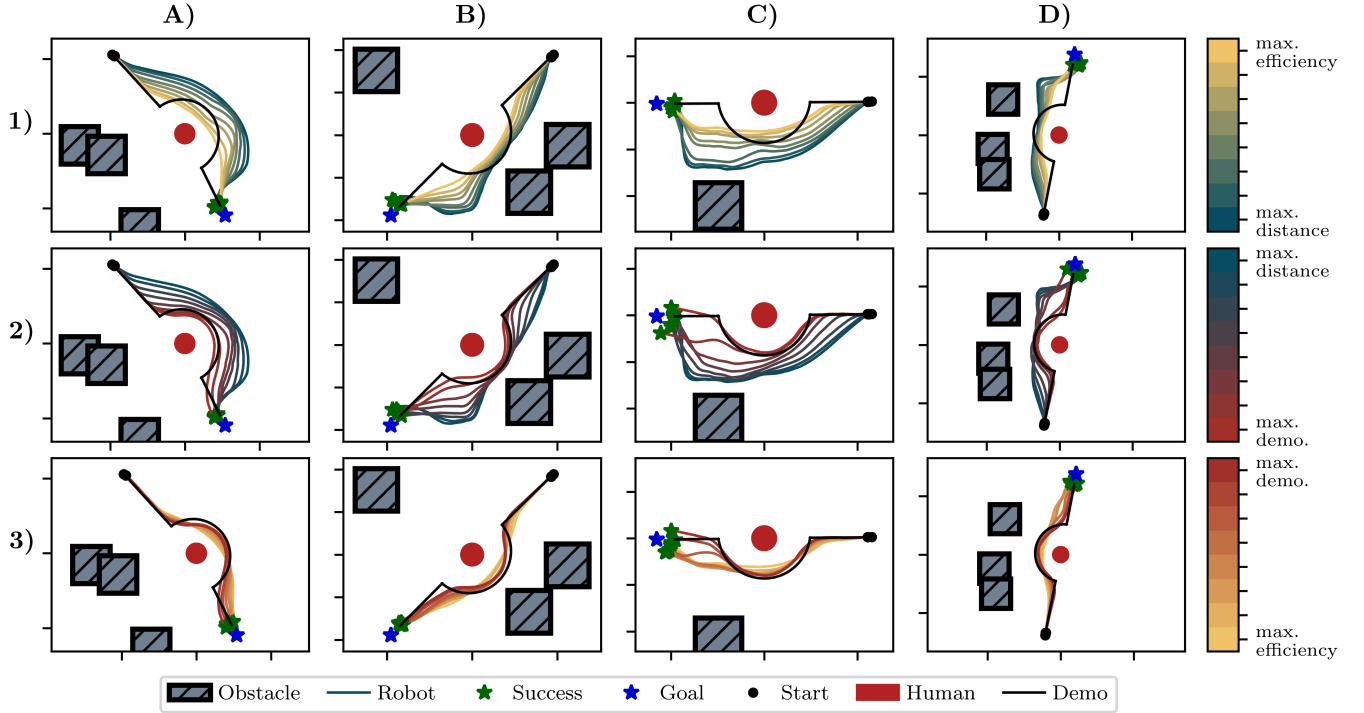 A) B) C) D)
1)
max.
efficiency
max.
distance
2)
max.
distance
max.
demo.
3)
max.
demo.
max.
efficiency
Obstacle Robot Success Goal Start Human Demo